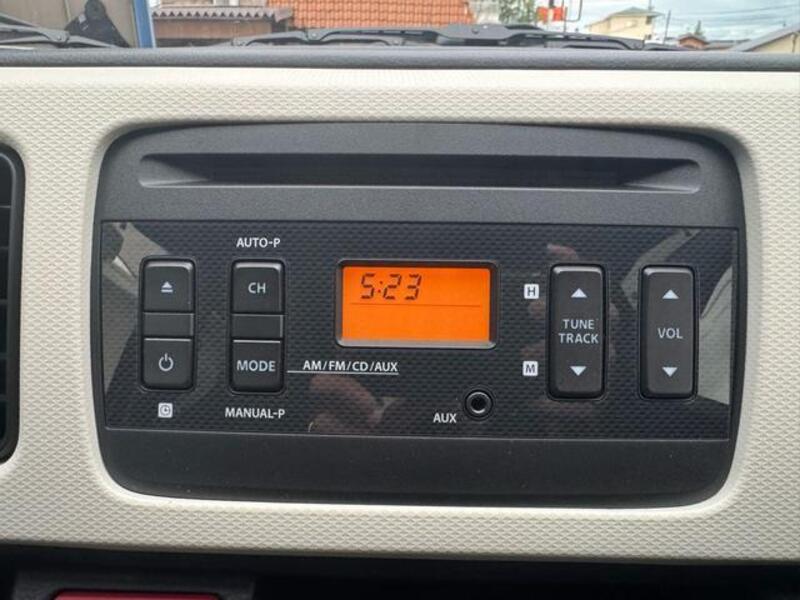 AUTO-P
CH
5:23
H
TUNE
TRACK
VOL
MODE
AM/FM/CD/AUX
M
MANUAL-P
AUX